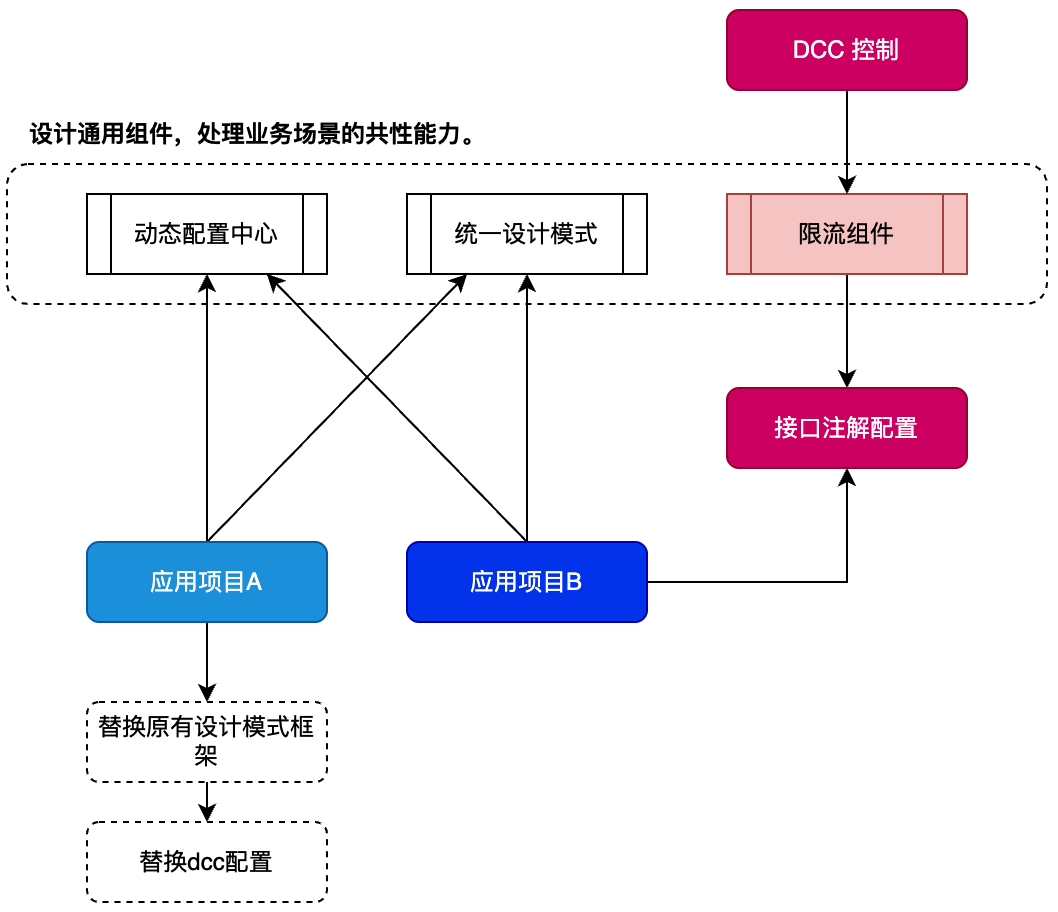 DCC 控制
设计通用组件，处理业务场景的共性能力。
动态配置中心
统一设计模式
限流组件
接口注解配置
应用项目A
应用项目B
替换原有设计模式框
架
替换dcc配置